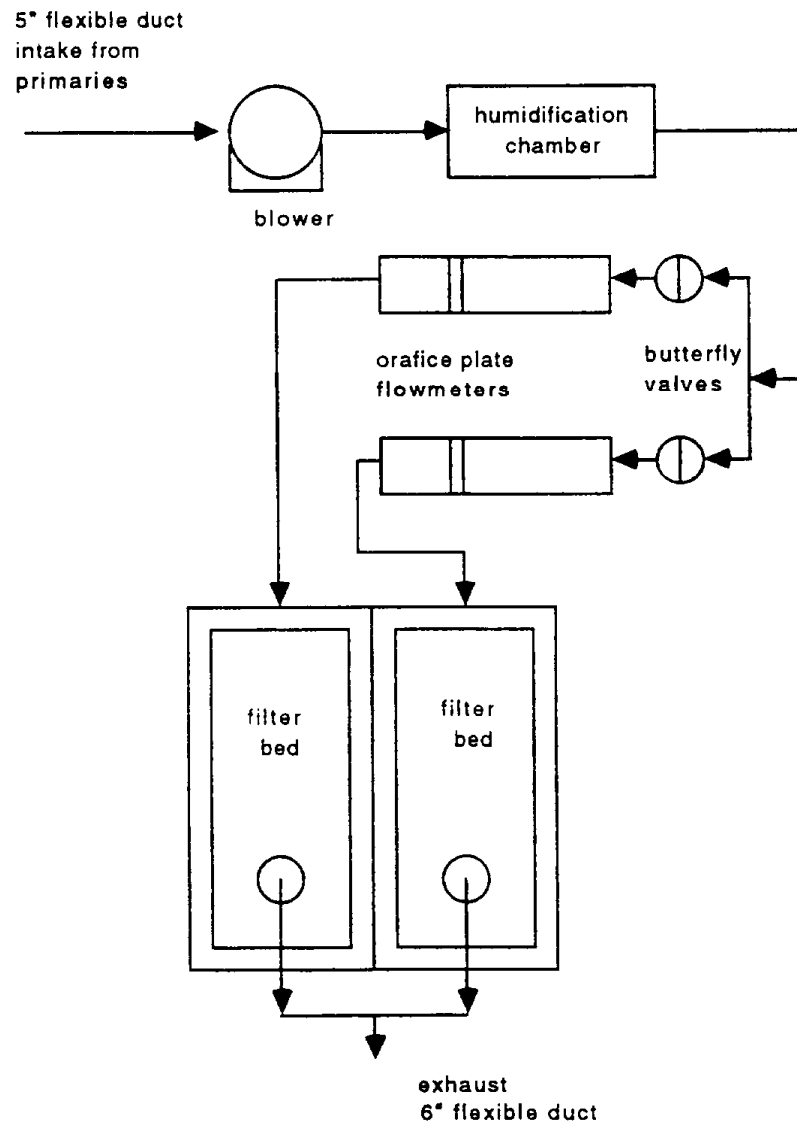 5" flexible duct
intake from
primaries
humidification
chamber
blower
orafice plate
flowmeters
butterfly
valves
filter
bed
filter
bed
exhaust
6" flexible duct